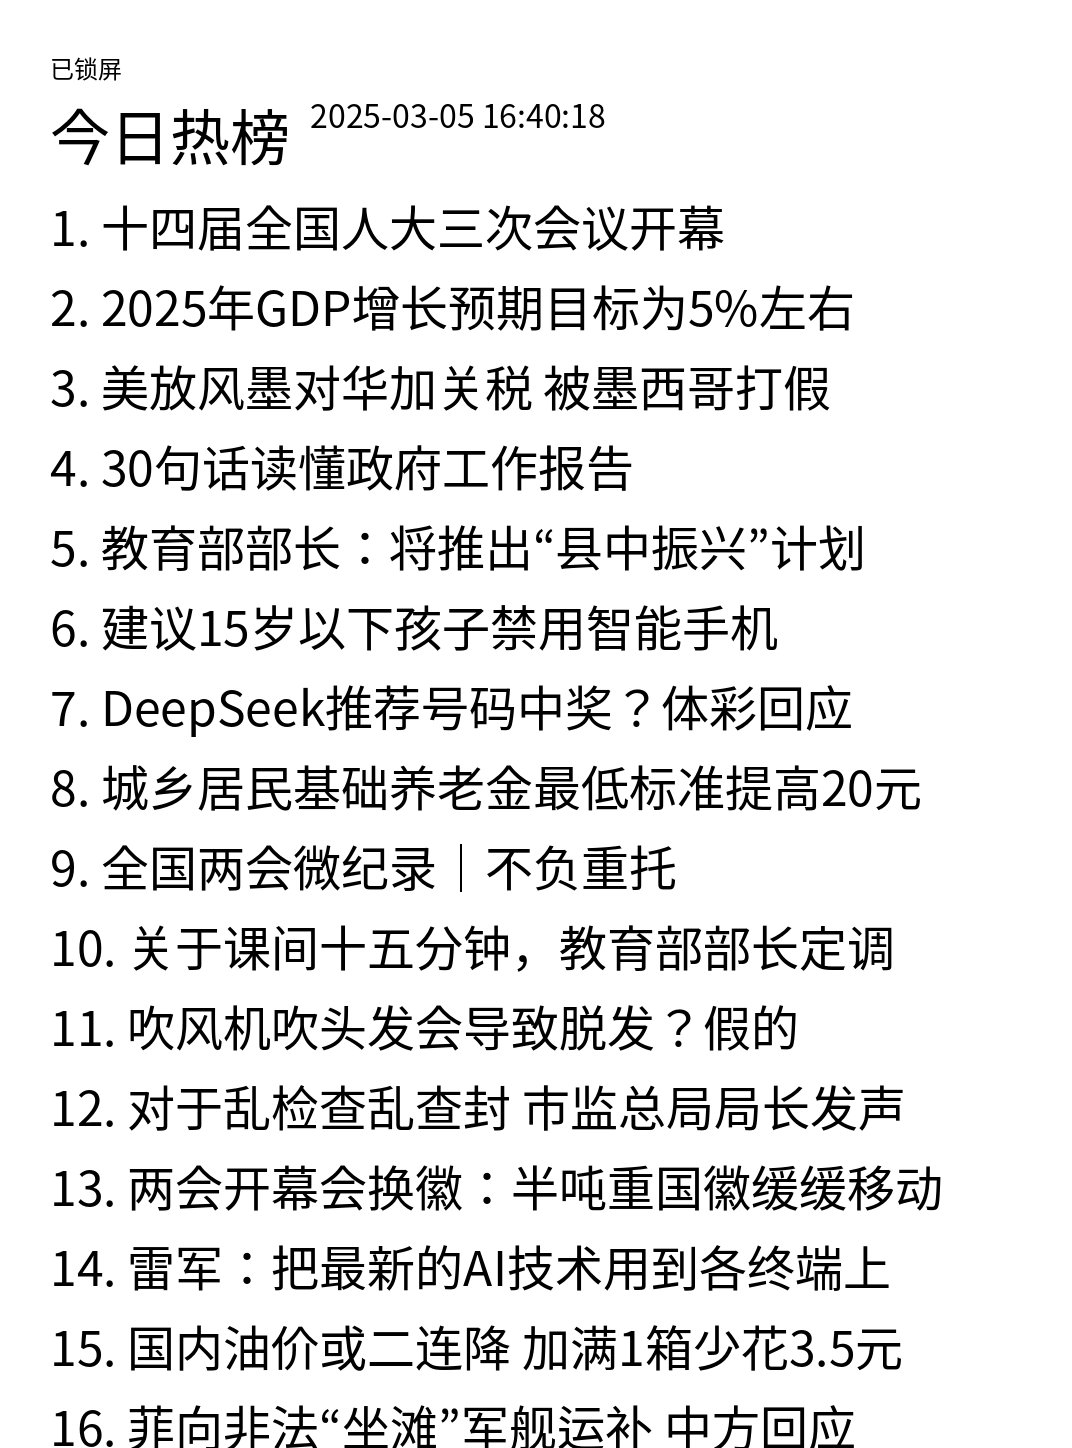 已锁屏
今日热榜 2025-03-05 16:40:18
1. 十四届全国人大三次会议开幕
2. 2025年GDP增长预期目标为5%左右
3. 美放风墨对华加关税 被墨西哥打假
4. 30句话读懂政府工作报告
5. 教育部部长：将推出“县中振兴”计划
6. 建议15岁以下孩子禁用智能手机
7. DeepSeek推荐号码中奖？体彩回应
8. 城乡居民基础养老金最低标准提高20元
9. 全国两会微纪录｜不负重托
10. 关于课间十五分钟，教育部部长定调
11. 吹风机吹头发会导致脱发？假的
12. 对于乱检查乱查封 市监总局局长发声
13. 两会开幕会换徽：半吨重国徽缓缓移动
14. 雷军：把最新的AI技术用到各终端上
15. 国内油价或二连降 加满1箱少花3.5元
16. 菲向非法“坐滩”军舰运补 中方回应